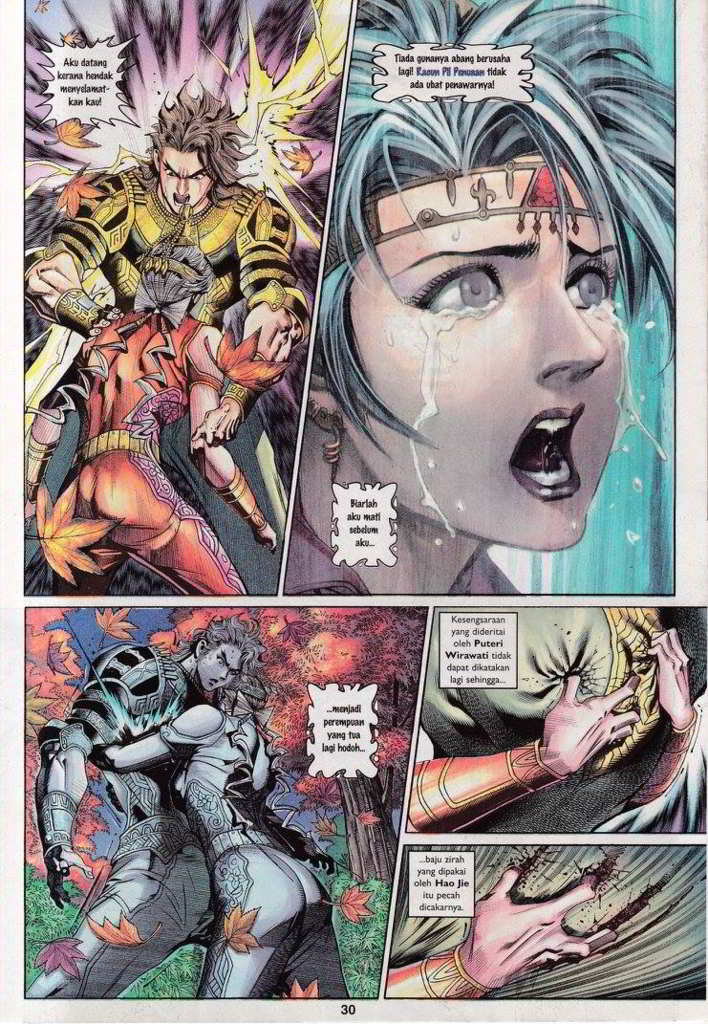 Aku datang
kerana hendak
menyelamat-
kan kau!
Tiada gunanya abang berusaha
lagi! Racun Pil Penuaan tidak
ada ubat penawarnya!
Biarlah
aku mati
sebelum
aku...
...menjadi
perempuan
yang tua
lagi hodoh...
Kesengsaraan
yang dideritai
oleh Puteri
Wirawati tidak
dapat dikatakan
lagi sehingga...
...baju zirah
yang dipakai
oleh Hao Jie
itu pecah
dicakarnya.
30